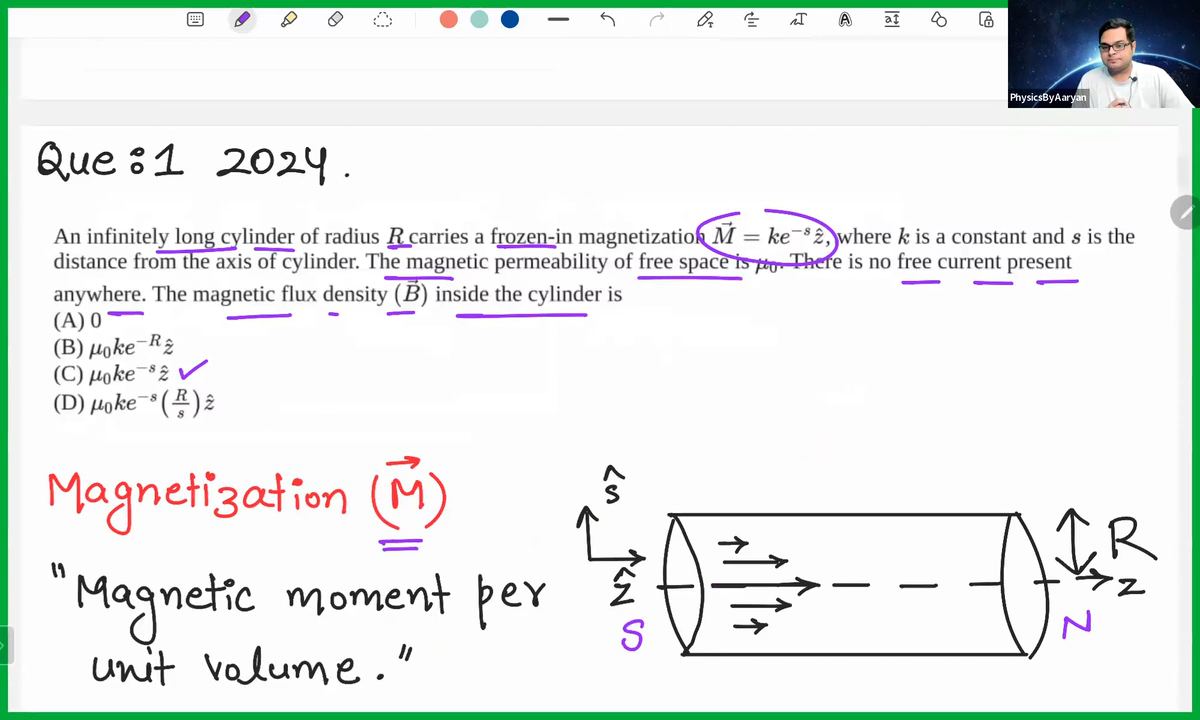 PhysicsByAaryan
Que : 1 2024.
An infinitely long cylinder of radius R carries a frozen-in magnetization M⃗ = ke⁻ˢẑ, where k is a constant and s is the
distance from the axis of cylinder. The magnetic permeability of free space is μ₀. There is no free current present
anywhere. The magnetic flux density (B⃗) inside the cylinder is
(A) 0
(B) μ₀ke⁻ᴿẑ
(C) μ₀ke⁻ˢẑ ✓
(D) μ₀ke⁻ˢ(R/s)ẑ
Magnetization (M⃗)
"Magnetic moment per
unit volume."
ŝ
ẑ
S
R
z
N